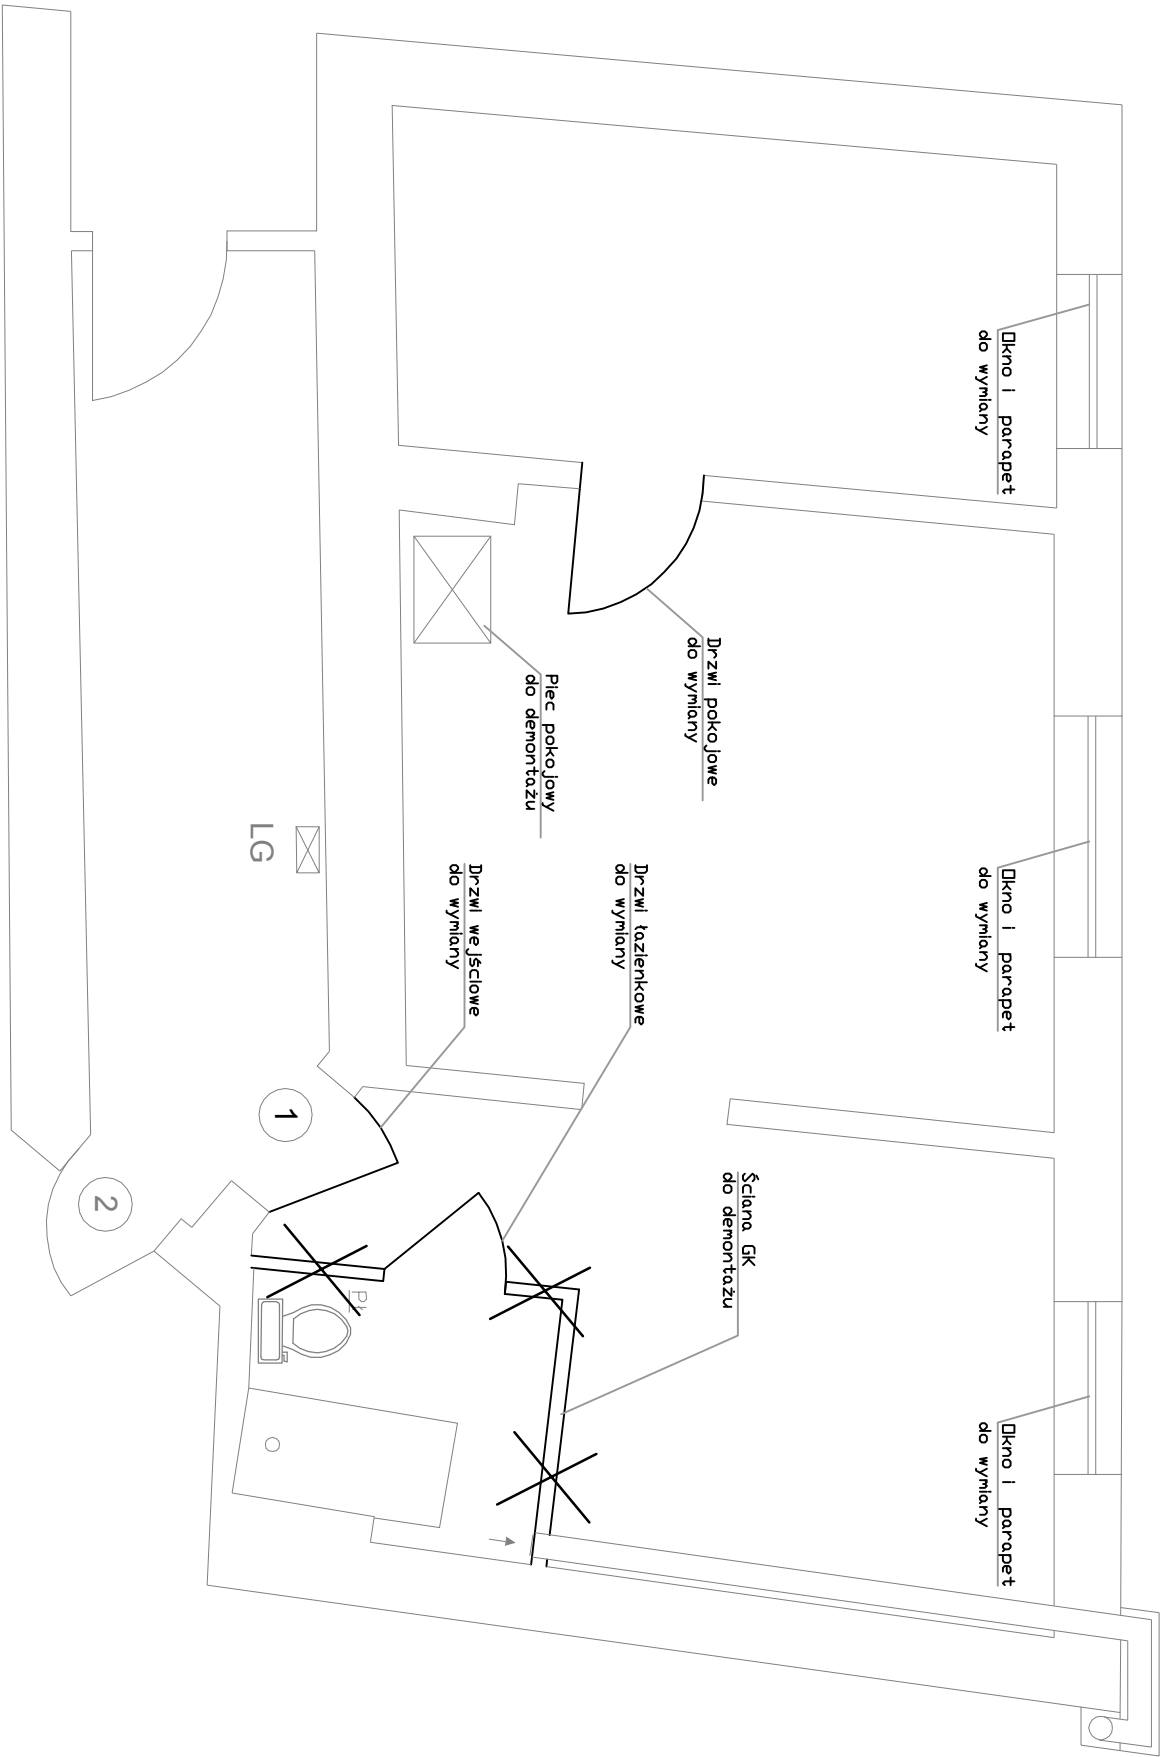 Okno i parapet
do wymiany
Okno i parapet
do wymiany
Okno i parapet
do wymiany
Drzwi pokojowe
do wymiany
Piec pokojowy
do demontażu
Drzwi łazienkowe
do wymiany
Drzwi wejściowe
do wymiany
Ściana GK
do demontażu
LG
1
2